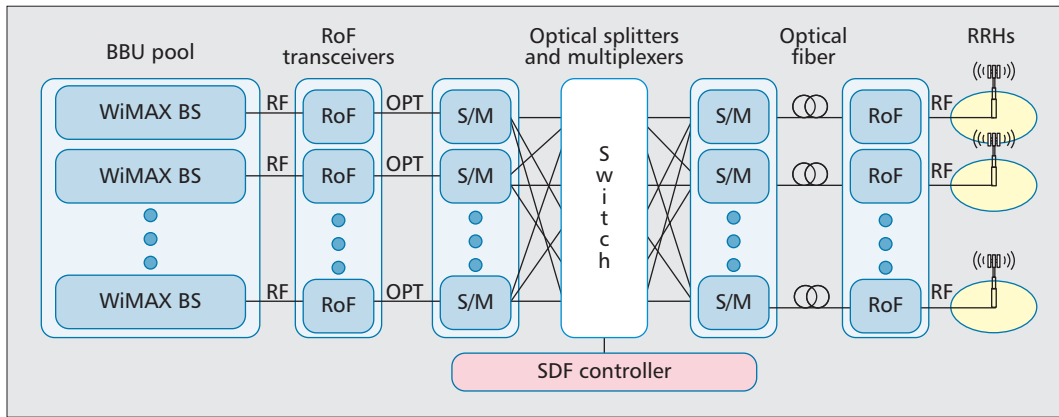 BBU pool
RoF
transceivers
Optical splitters
and multiplexers
Optical
fiber
RRHs
WiMAX BS
RF
RoF
OPT
S/M
S/M
RoF
RF
WiMAX BS
RF
RoF
OPT
S/M
S/M
RoF
RF
WiMAX BS
RF
RoF
OPT
S/M
S/M
RoF
RF
S
w
i
t
c
h
SDF controller